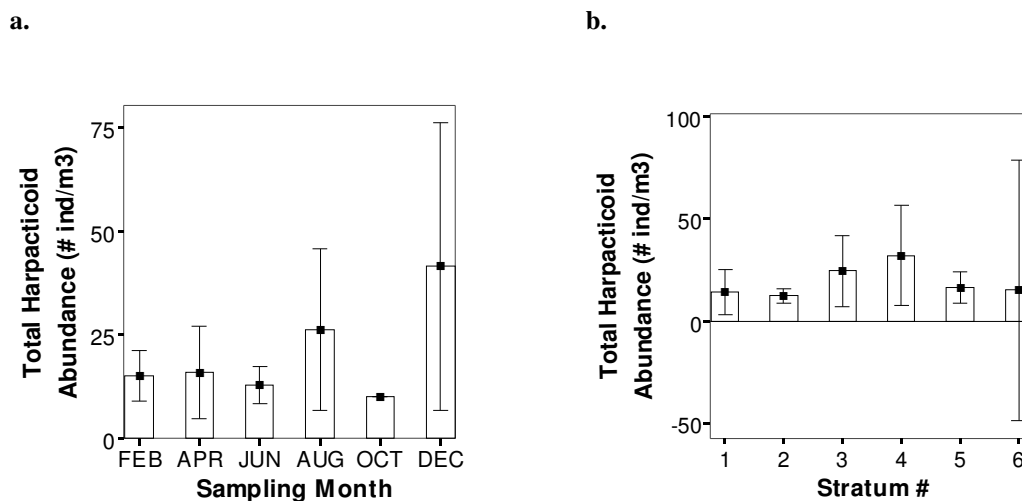 a.
b.
Total Harpacticoid
Abundance (# ind/m3)
75
50
25
0
FEB APR JUN AUG OCT DEC
Sampling Month
Total Harpacticoid
Abundance (# ind/m3)
100
50
0
-50
1 2 3 4 5 6
Stratum #